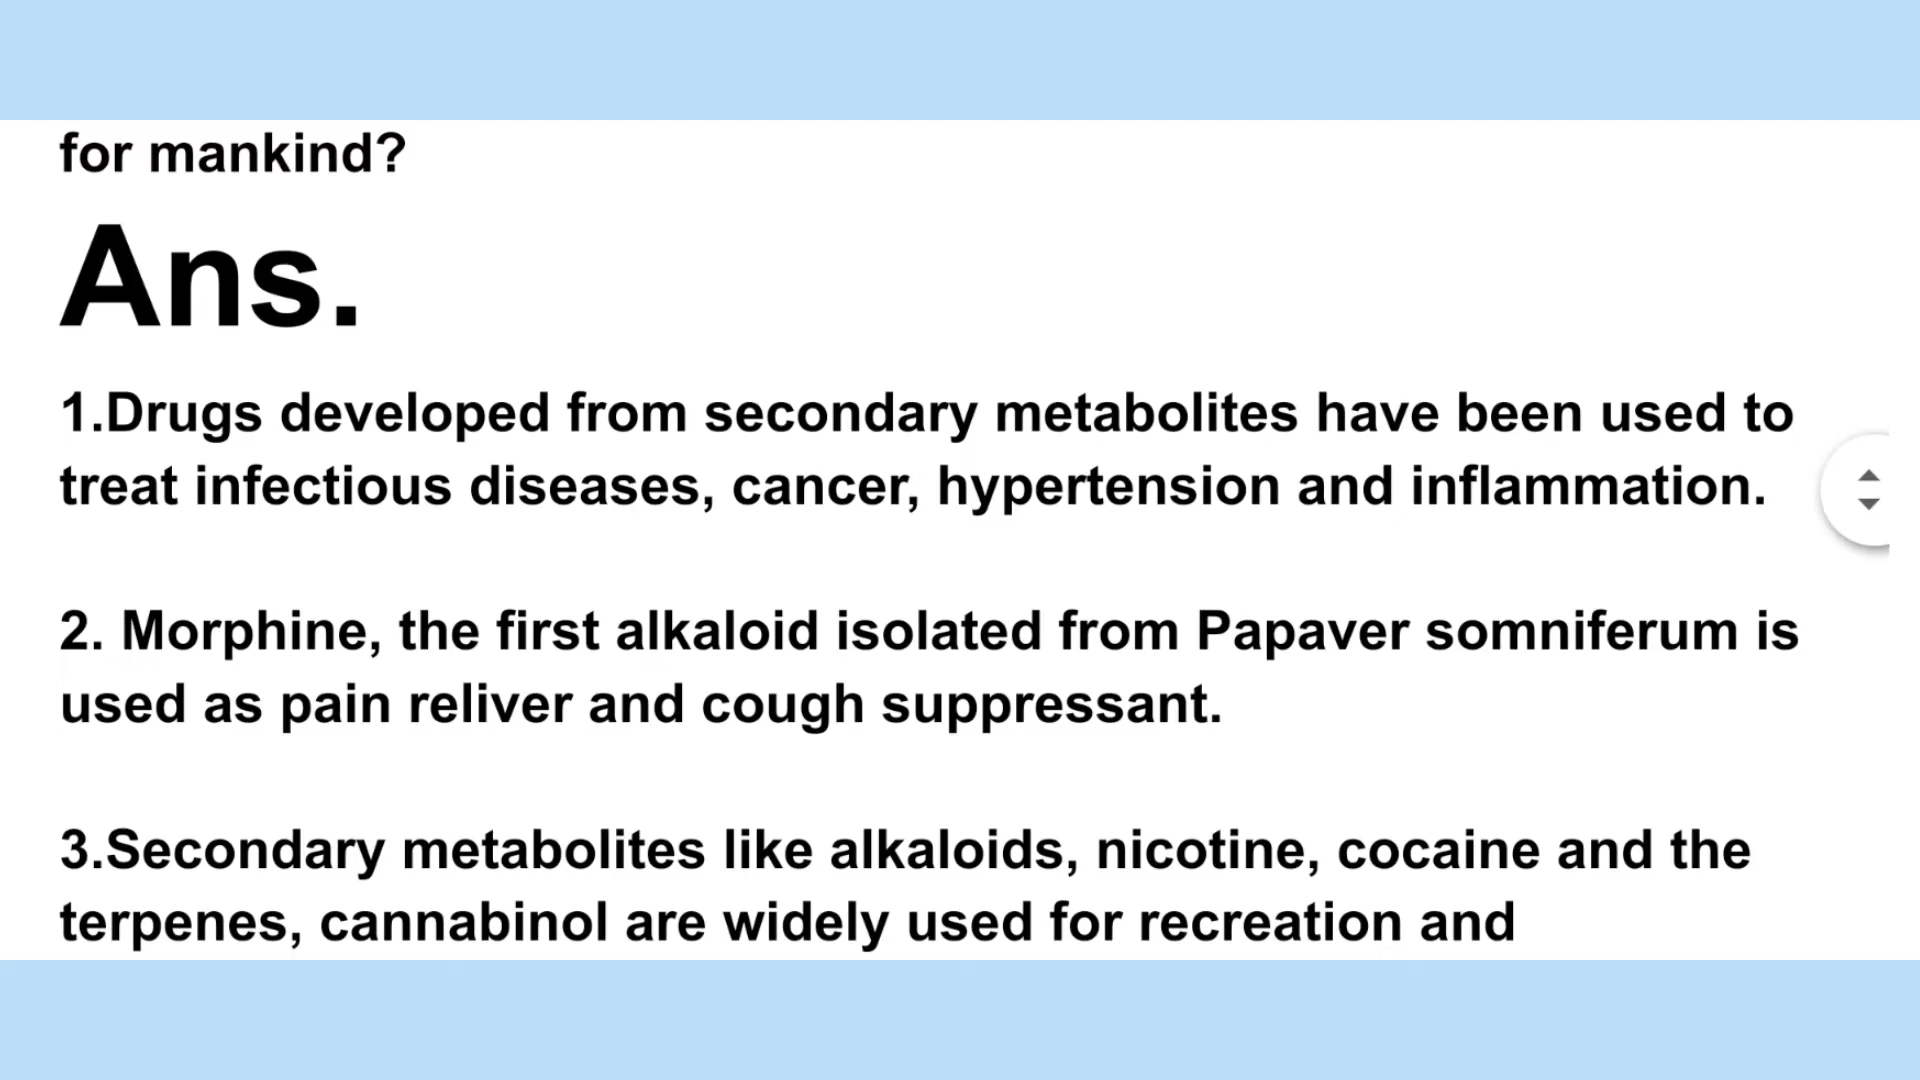 for mankind?
Ans.
1.Drugs developed from secondary metabolites have been used to
treat infectious diseases, cancer, hypertension and inflammation.
2. Morphine, the first alkaloid isolated from Papaver somniferum is
used as pain reliver and cough suppressant.
3.Secondary metabolites like alkaloids, nicotine, cocaine and the
terpenes, cannabinol are widely used for recreation and